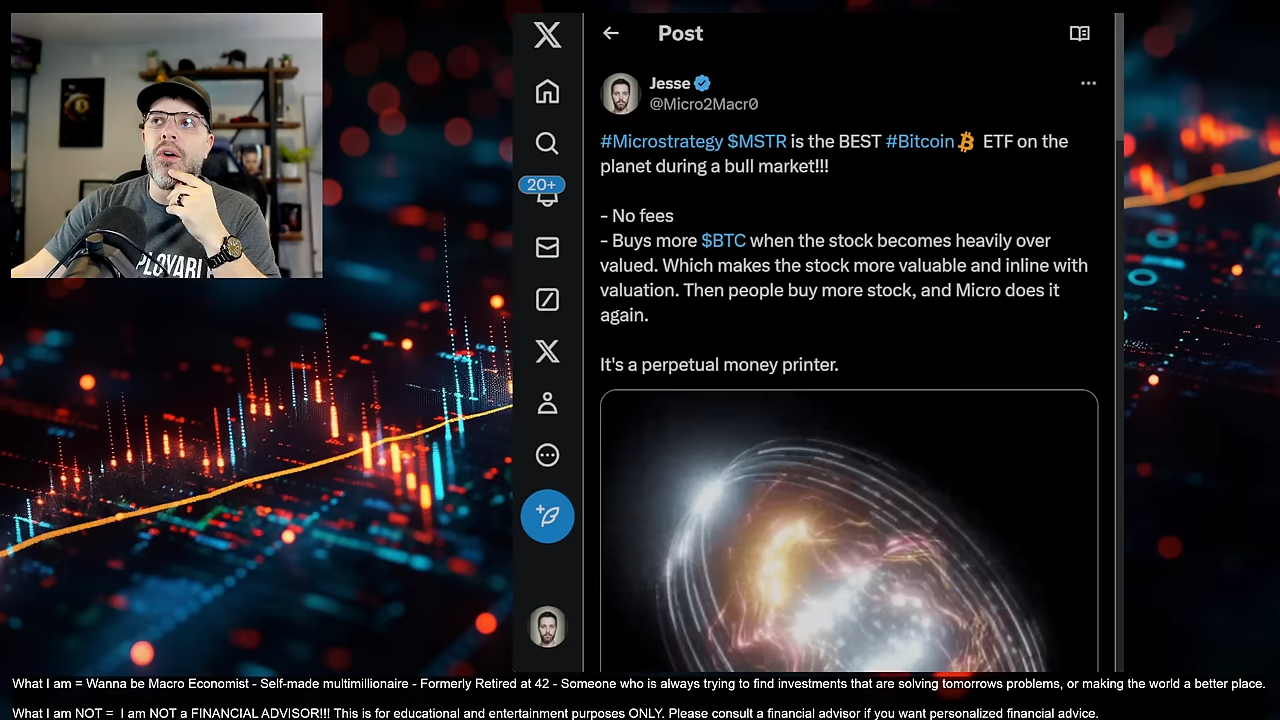 Post
Jesse
@Micro2Macr0
#Microstrategy $MSTR is the BEST #Bitcoin ETF on the
planet during a bull market!!!
- No fees
- Buys more $BTC when the stock becomes heavily over
valued. Which makes the stock more valuable and inline with
valuation. Then people buy more stock, and Micro does it
again.
It's a perpetual money printer.
20+
What I am = Wanna be Macro Economist - Self-made multimillionaire - Formerly Retired at 42 - Someone who is always trying to find investments that are solving tomorrows problems, or making the world a better place.
What I am NOT = I am NOT a FINANCIAL ADVISOR!!! This is for educational and entertainment purposes ONLY. Please consult a financial advisor if you want personalized financial advice.